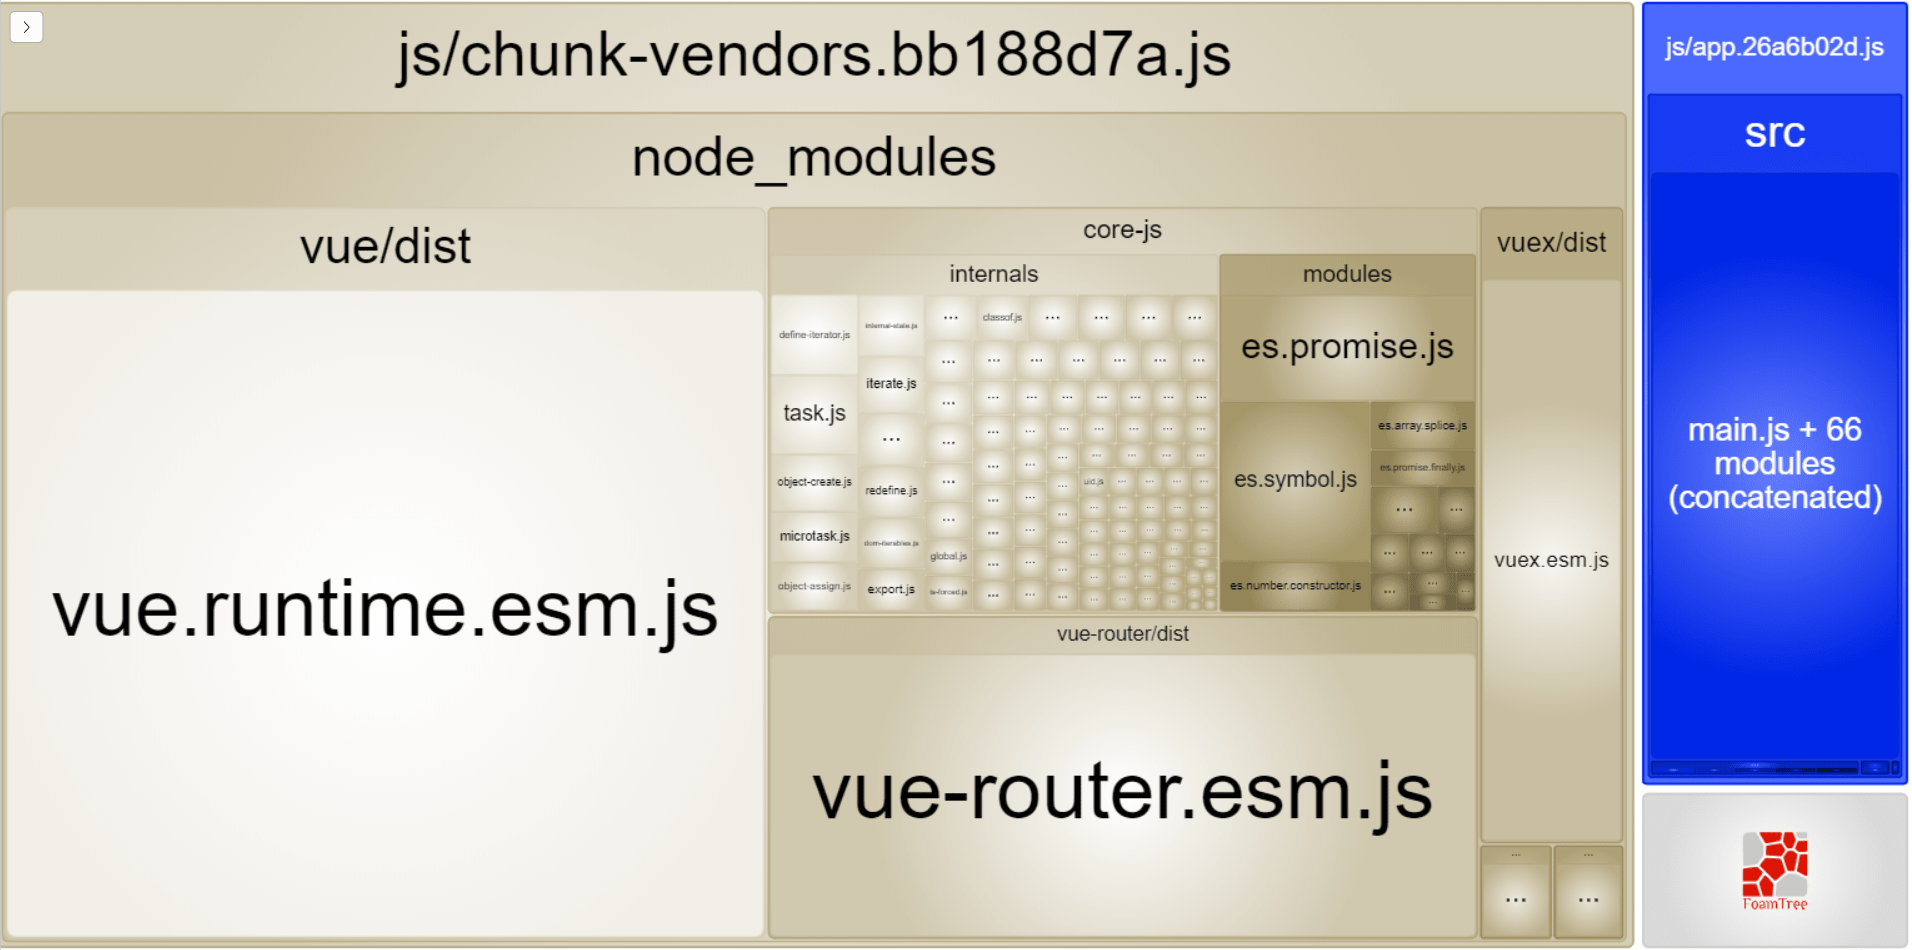 js/chunk-vendors.bb188d7a.js
node_modules
vue/dist
vue.runtime.esm.js
core-js
internals
define-iterator.js
internal-state.js
...
classof.js
task.js
iterate.js
object-create.js
redefine.js
uid.js
microtask.js
dom-iterables.js
global.js
object-assign.js
export.js
is-forced.js
modules
es.promise.js
es.symbol.js
es.array.splice.js
es.promise.finally.js
es.number.constructor.js
vue-router/dist
vue-router.esm.js
vuex/dist
vuex.esm.js
js/app.26a6b02d.js
src
main.js + 66
modules
(concatenated)
FoamTree